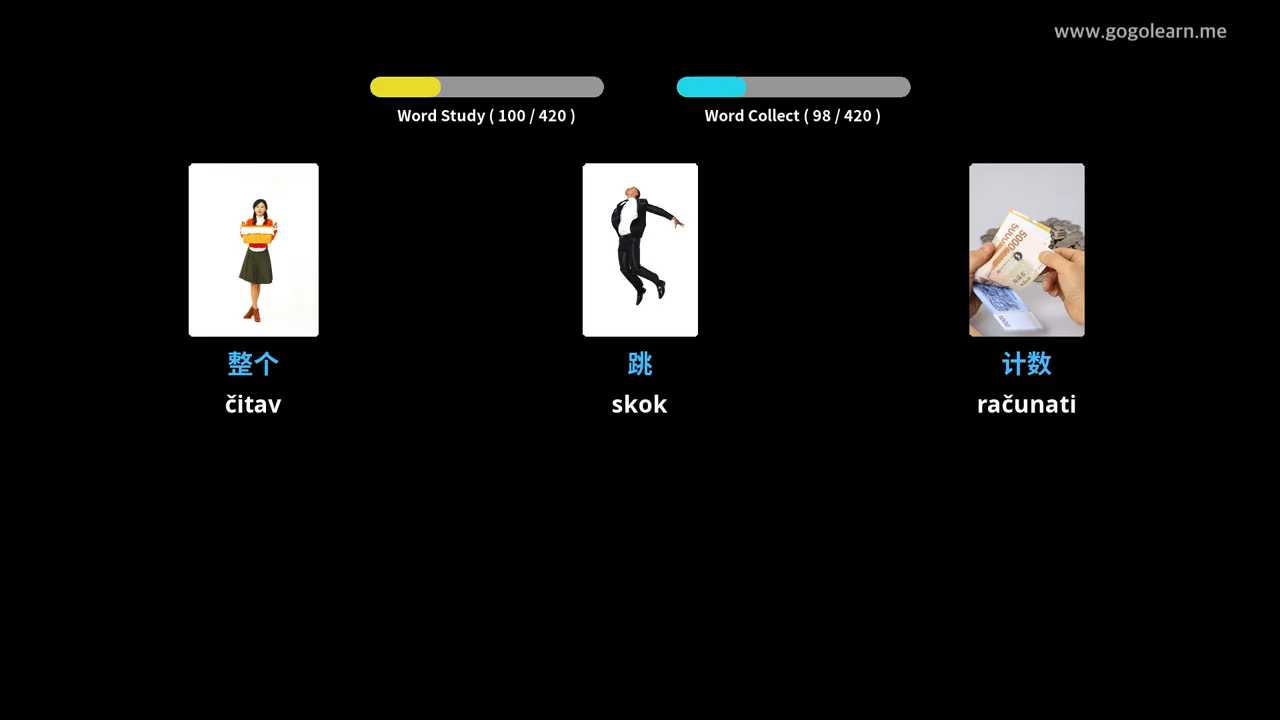 www.gogolearn.me
Word Study ( 100 / 420 )
Word Collect ( 98 / 420 )
整个
跳
计数
čitav
skok
računati